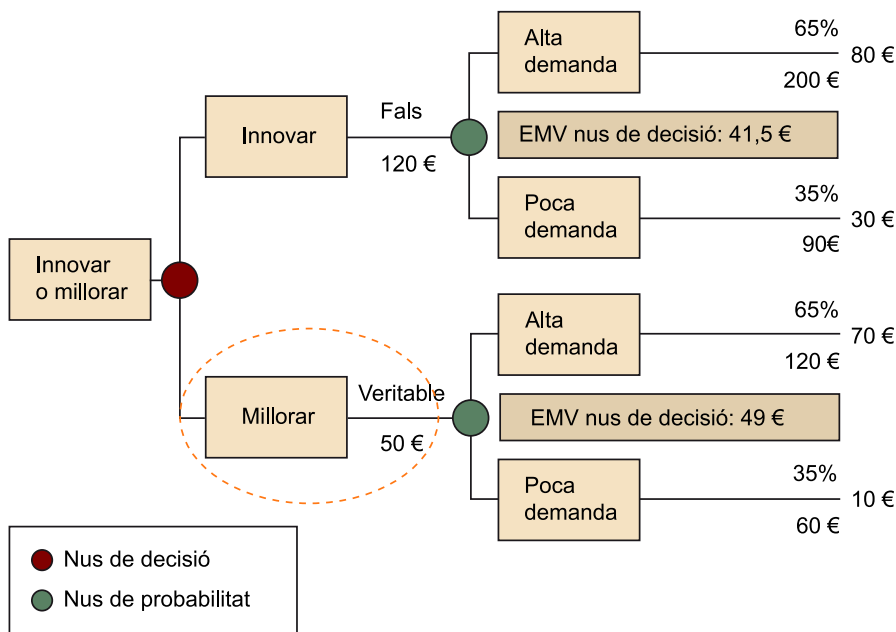 Innovar
o millorar
Innovar
Fals
120 €
Alta
demanda
65%
200 €
80 €
EMV nus de decisió: 41,5 €
Poca
demanda
35%
90€
30 €
Millorar
Veritable
50 €
Alta
demanda
65%
120 €
70 €
EMV nus de decisió: 49 €
Poca
demanda
35%
60 €
10 €
Nus de decisió
Nus de probabilitat